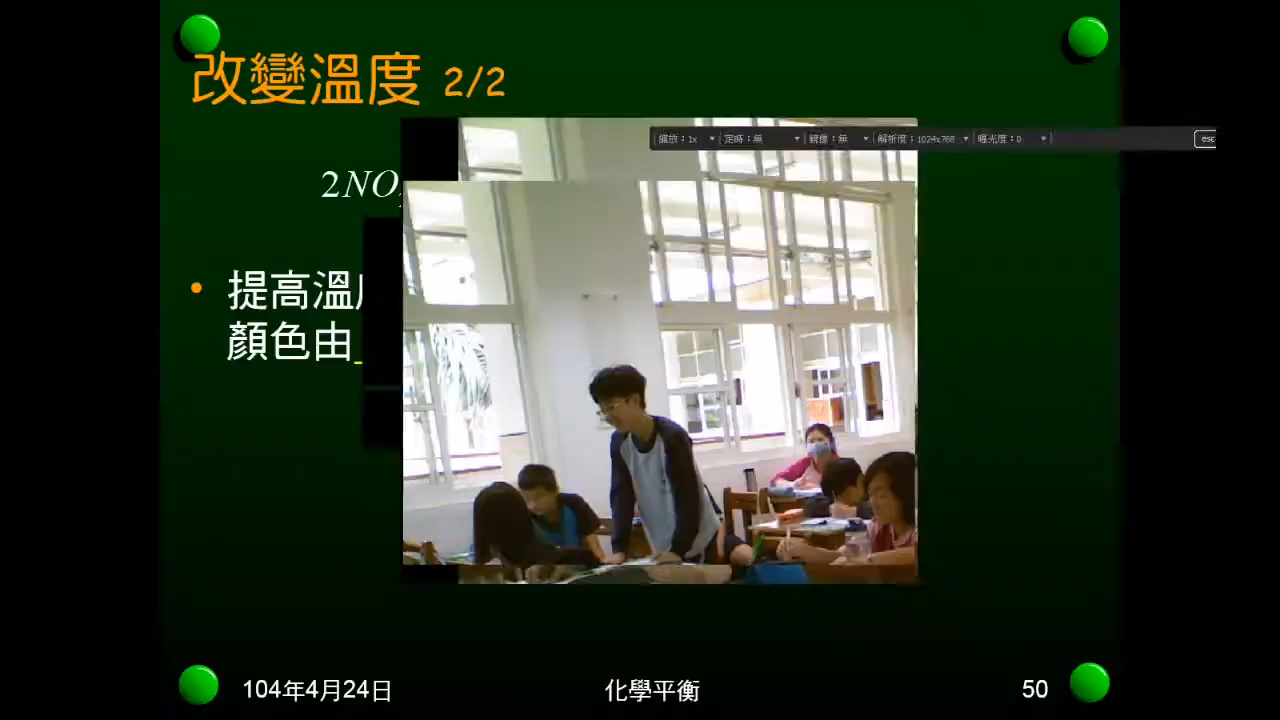 改變溫度 2/2
縮放：1x 定時：無 鏡像：無 解析度：1024x768 曝光度：0 esc
2NO
• 提高溫
顏色由_
104年4月24日 化學平衡 50